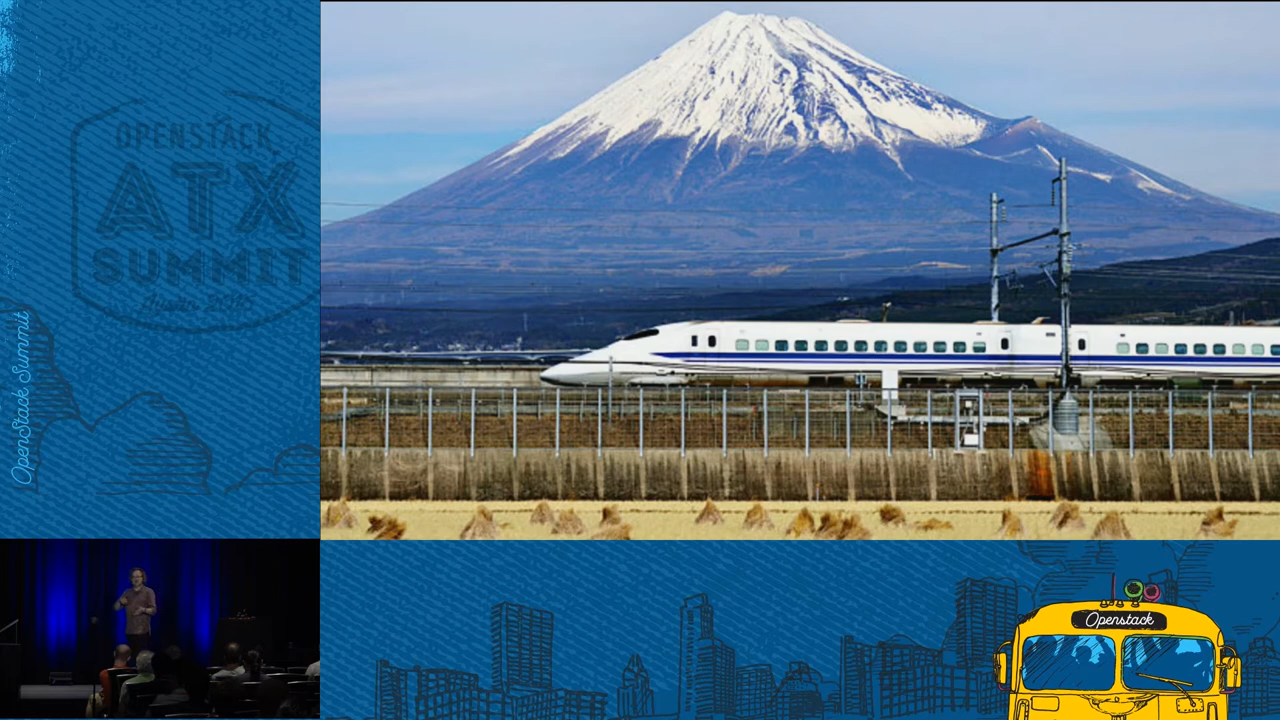 OPENSTACK
ATX
SUMMIT
OpenStack Summit
Openstack